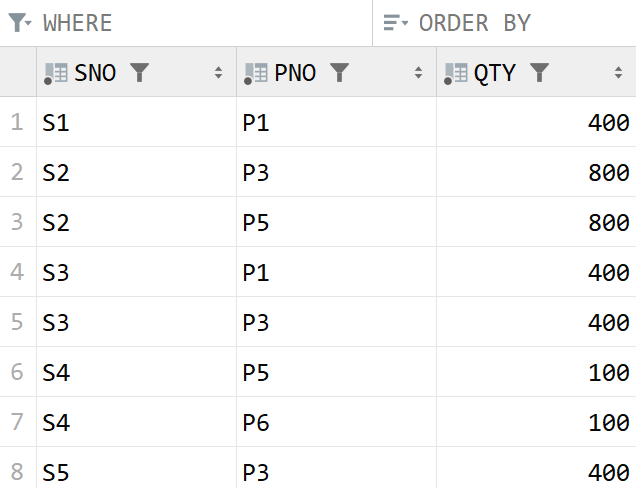 WHERE ORDER BY
SNO PNO QTY
1 S1 P1 400
2 S2 P3 800
3 S2 P5 800
4 S3 P1 400
5 S3 P3 400
6 S4 P5 100
7 S4 P6 100
8 S5 P3 400